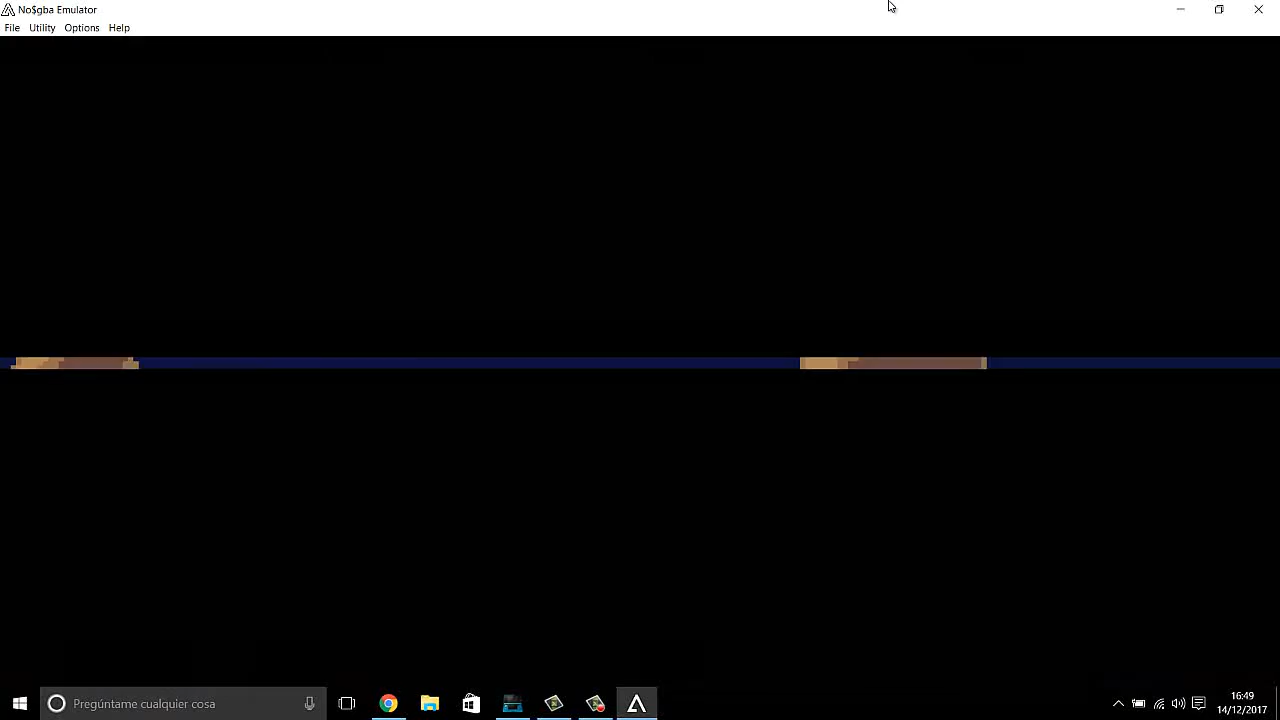 No$gba Emulator
File Utility Options Help
Pregúntame cualquier cosa
16:49
14/12/2017